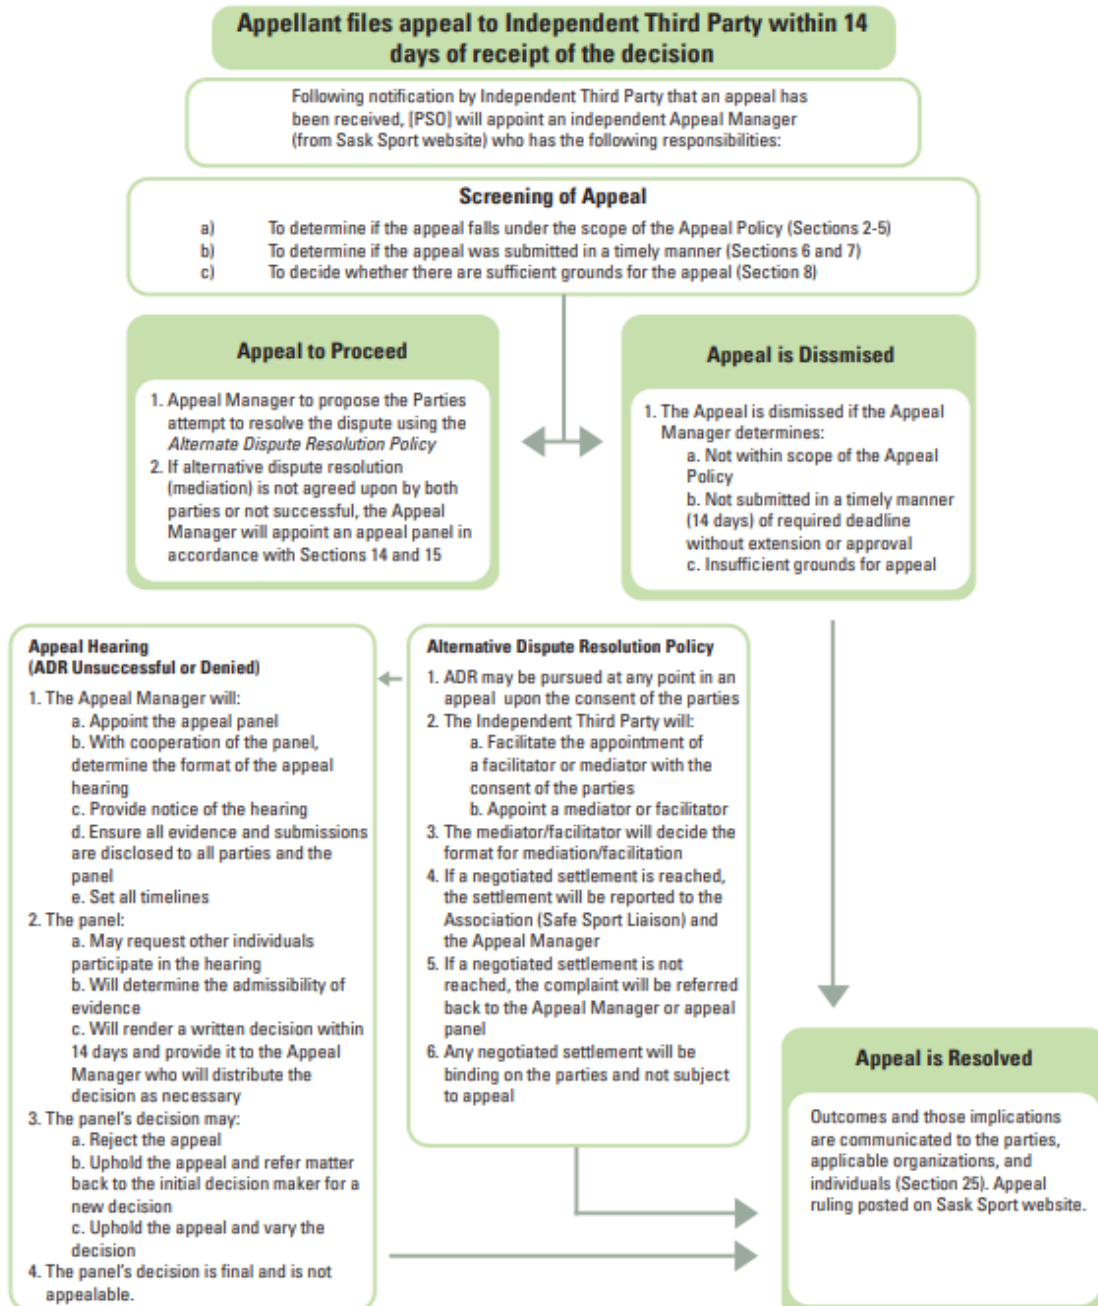 Appellant files appeal to Independent Third Party within 14
days of receipt of the decision
Following notification by Independent Third Party that an appeal has
been received, [PSO] will appoint an independent Appeal Manager
(from Sask Sport website) who has the following responsibilities:
Screening of Appeal
a) To determine if the appeal falls under the scope of the Appeal Policy (Sections 2-5)
b) To determine if the appeal was submitted in a timely manner (Sections 6 and 7)
c) To decide whether there are sufficient grounds for the appeal (Section 8)
Appeal to Proceed
1. Appeal Manager to propose the Parties
attempt to resolve the dispute using the
Alternate Dispute Resolution Policy
2. If alternative dispute resolution
(mediation) is not agreed upon by both
parties or not successful, the Appeal
Manager will appoint an appeal panel in
accordance with Sections 14 and 15
Appeal is Dissmised
1. The Appeal is dismissed if the Appeal
Manager determines:
a. Not within scope of the Appeal
Policy
b. Not submitted in a timely manner
(14 days) of required deadline
without extension or approval
c. Insufficient grounds for appeal
Appeal Hearing
(ADR Unsuccessful or Denied)
1. The Appeal Manager will:
a. Appoint the appeal panel
b. With cooperation of the panel,
determine the format of the appeal
hearing
c. Provide notice of the hearing
d. Ensure all evidence and submissions
are disclosed to all parties and the
panel
e. Set all timelines
2. The panel:
a. May request other individuals
participate in the hearing
b. Will determine the admissibility of
evidence
c. Will render a written decision within
14 days and provide it to the Appeal
Manager who will distribute the
decision as necessary
3. The panel's decision may:
a. Reject the appeal
b. Uphold the appeal and refer matter
back to the initial decision maker for a
new decision
c. Uphold the appeal and vary the
decision
4. The panel's decision is final and is not
appealable.
Alternative Dispute Resolution Policy
1. ADR may be pursued at any point in an
appeal upon the consent of the parties
2. The Independent Third Party will:
a. Facilitate the appointment of
a facilitator or mediator with the
consent of the parties
b. Appoint a mediator or facilitator
3. The mediator/facilitator will decide the
format for mediation/facilitation
4. If a negotiated settlement is reached,
the settlement will be reported to the
Association (Safe Sport Liaison) and
the Appeal Manager
5. If a negotiated settlement is not
reached, the complaint will be referred
back to the Appeal Manager or appeal
panel
6. Any negotiated settlement will be
binding on the parties and not subject
to appeal
Appeal is Resolved
Outcomes and those implications
are communicated to the parties,
applicable organizations, and
individuals (Section 25). Appeal
ruling posted on Sask Sport website.